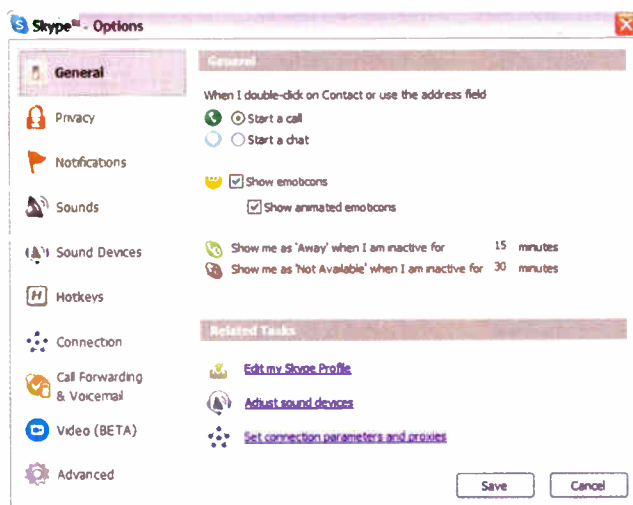 Skype™ - Options
General
Privacy
Notifications
Sounds
Sound Devices
Hotkeys
Connection
Call Forwarding
& Voicemail
Video (BETA)
Advanced
General
When I double-click on Contact or use the address field
Start a call
Start a chat
Show emoticons
Show animated emoticons
Show me as 'Away' when I am inactive for 15 minutes
Show me as 'Not Available' when I am inactive for 30 minutes
Related Tasks
Edit my Skype Profile
Adjust sound devices
Set connection parameters and proxies
Save
Cancel